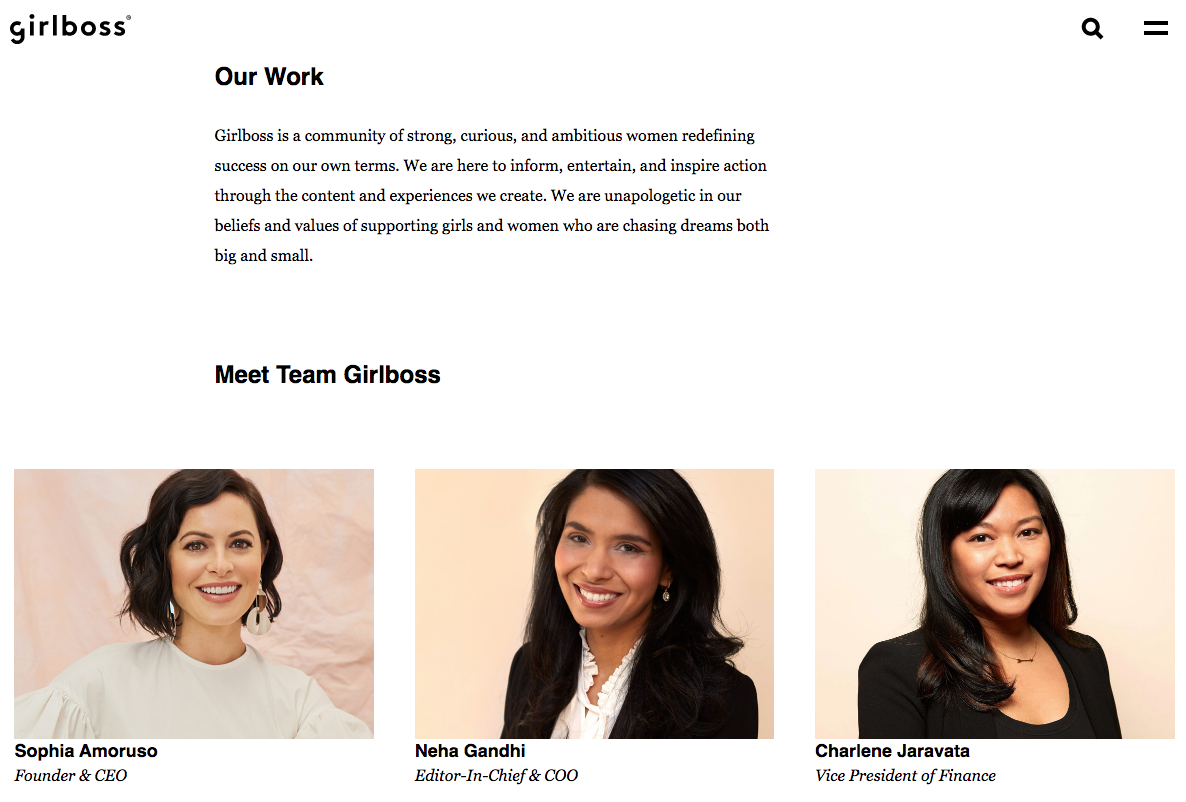 girlboss®
Our Work
Girlboss is a community of strong, curious, and ambitious women redefining
success on our own terms. We are here to inform, entertain, and inspire action
through the content and experiences we create. We are unapologetic in our
beliefs and values of supporting girls and women who are chasing dreams both
big and small.
Meet Team Girlboss
Sophia Amoruso
Founder & CEO
Neha Gandhi
Editor-In-Chief & COO
Charlene Jaravata
Vice President of Finance